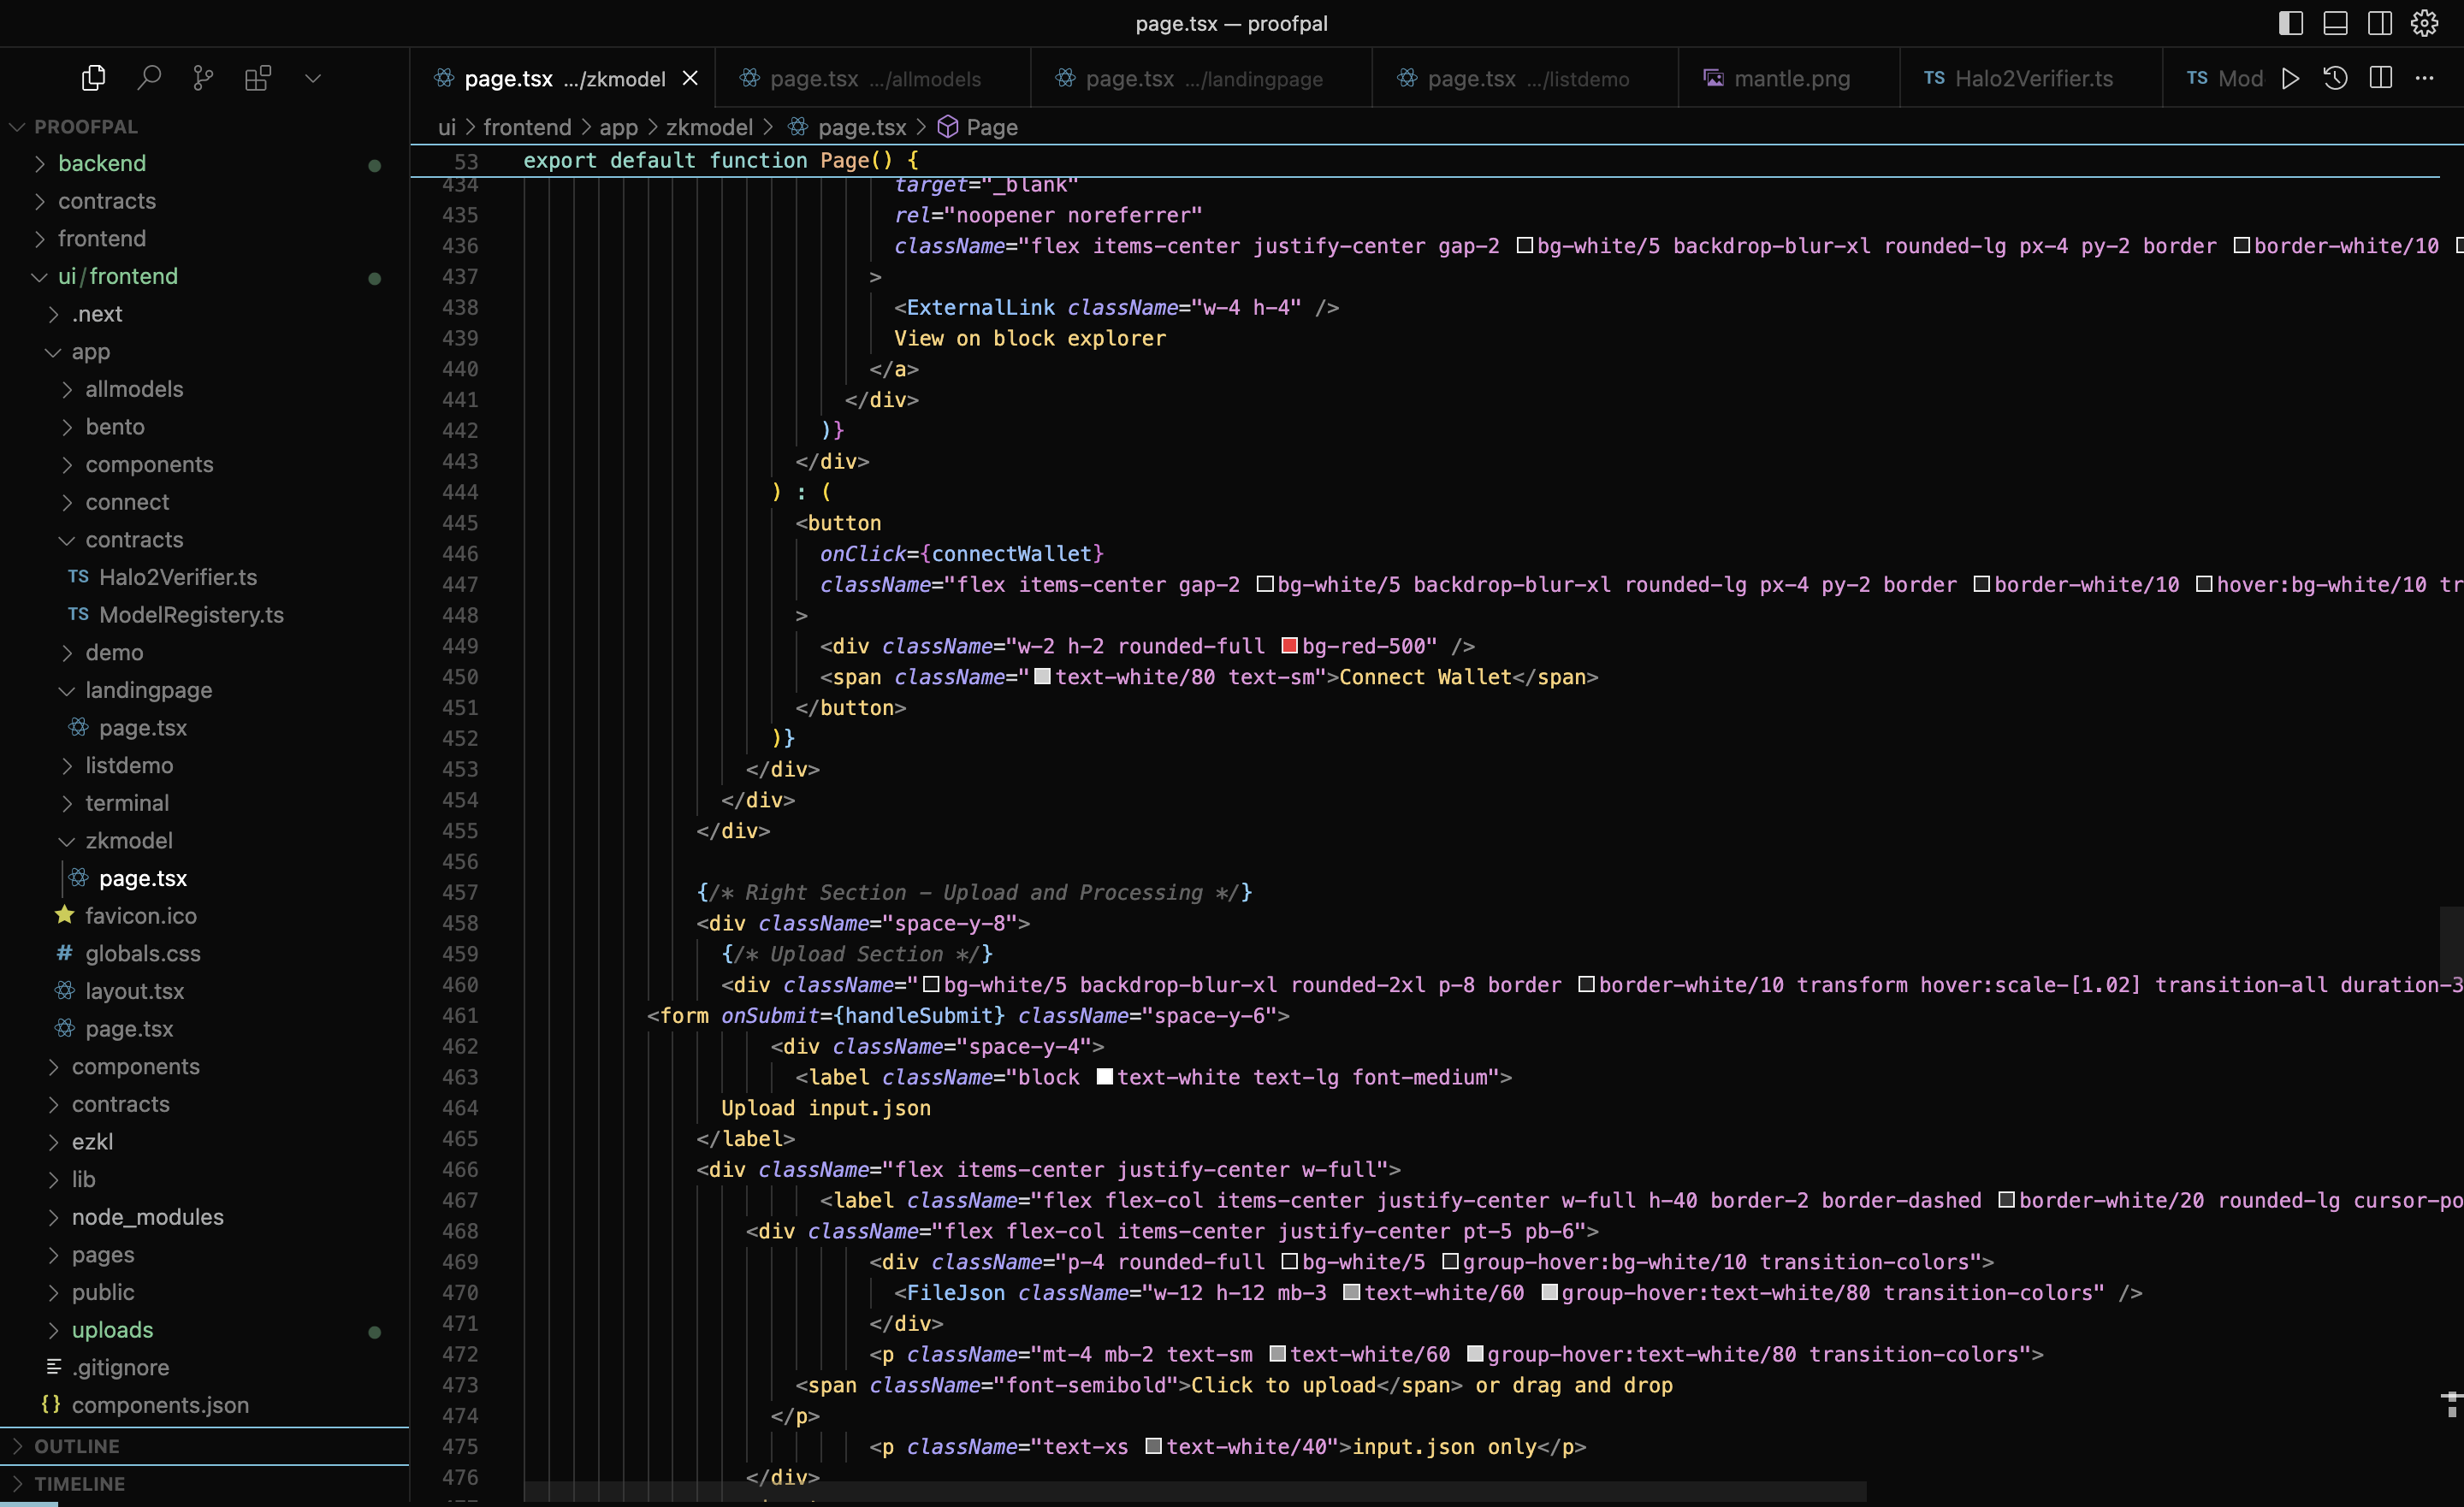 page.tsx — proofpal
page.tsx .../zkmodel
page.tsx .../allmodels
page.tsx .../landingpage
page.tsx .../listdemo
mantle.png
TS Halo2Verifier.ts
TS Mod
PROOFPAL
backend
contracts
frontend
ui/frontend
.next
app
allmodels
bento
components
connect
contracts
TS Halo2Verifier.ts
TS ModelRegistery.ts
demo
landingpage
page.tsx
listdemo
terminal
zkmodel
page.tsx
favicon.ico
# globals.css
layout.tsx
page.tsx
components
contracts
ezkl
lib
node_modules
pages
public
uploads
.gitignore
{} components.json
OUTLINE
TIMELINE
ui > frontend > app > zkmodel > page.tsx > Page
53 export default function Page() {
434 target="_blank"
435 rel="noopener noreferrer"
436 className="flex items-center justify-center gap-2 bg-white/5 backdrop-blur-xl rounded-lg px-4 py-2 border border-white/10
437 >
438 <ExternalLink className="w-4 h-4" />
439 View on block explorer
440 </a>
441 </div>
442 )}
443 </div>
444 ) : (
445 <button
446 onClick={connectWallet}
447 className="flex items-center gap-2 bg-white/5 backdrop-blur-xl rounded-lg px-4 py-2 border border-white/10 hover:bg-white/10 tr
448 >
449 <div className="w-2 h-2 rounded-full bg-red-500" />
450 <span className="text-white/80 text-sm">Connect Wallet</span>
451 </button>
452 )}
453 </div>
454 </div>
455 </div>
456
457 {/* Right Section - Upload and Processing */}
458 <div className="space-y-8">
459 {/* Upload Section */}
460 <div className="bg-white/5 backdrop-blur-xl rounded-2xl p-8 border border-white/10 transform hover:scale-[1.02] transition-all duration-3
461 <form onSubmit={handleSubmit} className="space-y-6">
462 <div className="space-y-4">
463 <label className="block text-white text-lg font-medium">
464 Upload input.json
465 </label>
466 <div className="flex items-center justify-center w-full">
467 <label className="flex flex-col items-center justify-center w-full h-40 border-2 border-dashed border-white/20 rounded-lg cursor-po
468 <div className="flex flex-col items-center justify-center pt-5 pb-6">
469 <div className="p-4 rounded-full bg-white/5 group-hover:bg-white/10 transition-colors">
470 <FileJson className="w-12 h-12 mb-3 text-white/60 group-hover:text-white/80 transition-colors" />
471 </div>
472 <p className="mt-4 mb-2 text-sm text-white/60 group-hover:text-white/80 transition-colors">
473 <span className="font-semibold">Click to upload</span> or drag and drop
474 </p>
475 <p className="text-xs text-white/40">input.json only</p>
476 </div>